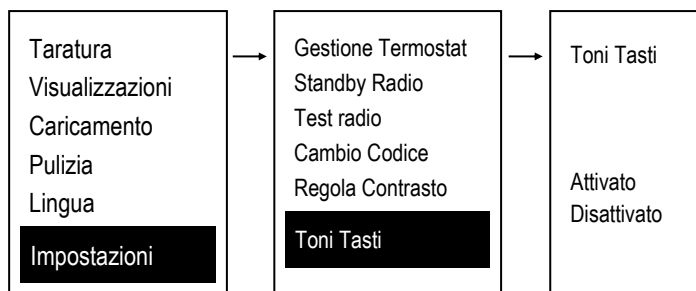 Taratura
Visualizzazioni
Caricamento
Pulizia
Lingua
Impostazioni
Gestione Termostat
Standby Radio
Test radio
Cambio Codice
Regola Contrasto
Toni Tasti
Toni Tasti
Attivato
Disattivato